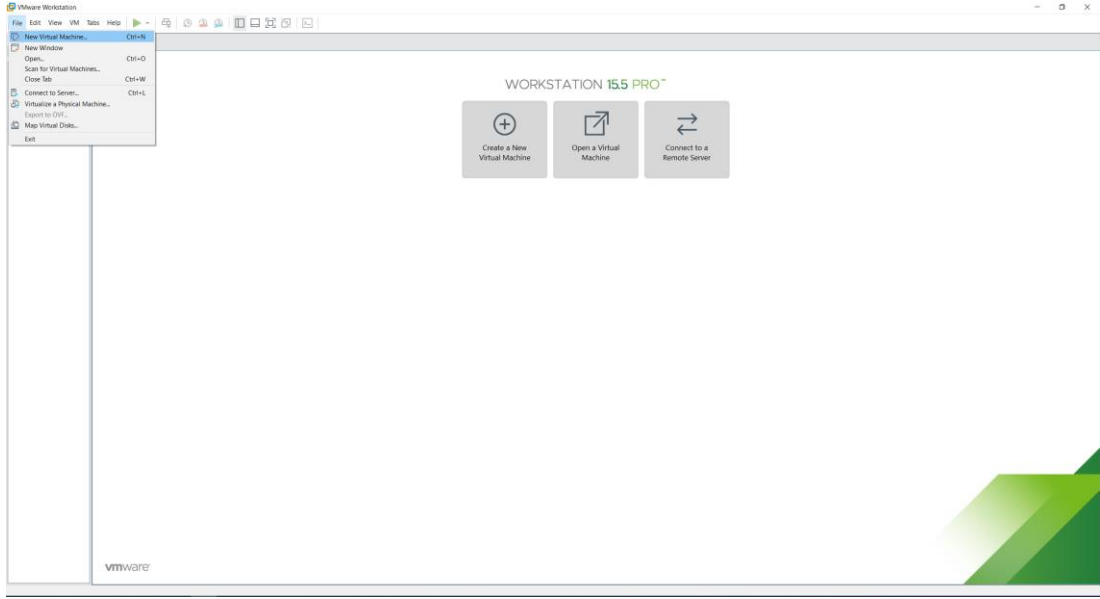 VMware Workstation
File Edit View VM Tabs Help
New Virtual Machine... Ctrl+N
New Window
Open... Ctrl+O
Scan for Virtual Machines...
Close Tab Ctrl+W
Connect to Server... Ctrl+L
Virtualize a Physical Machine...
Export to OVF...
Map Virtual Disks...
Exit
WORKSTATION 15.5 PRO™
Create a New
Virtual Machine
Open a Virtual
Machine
Connect to a
Remote Server
vmware